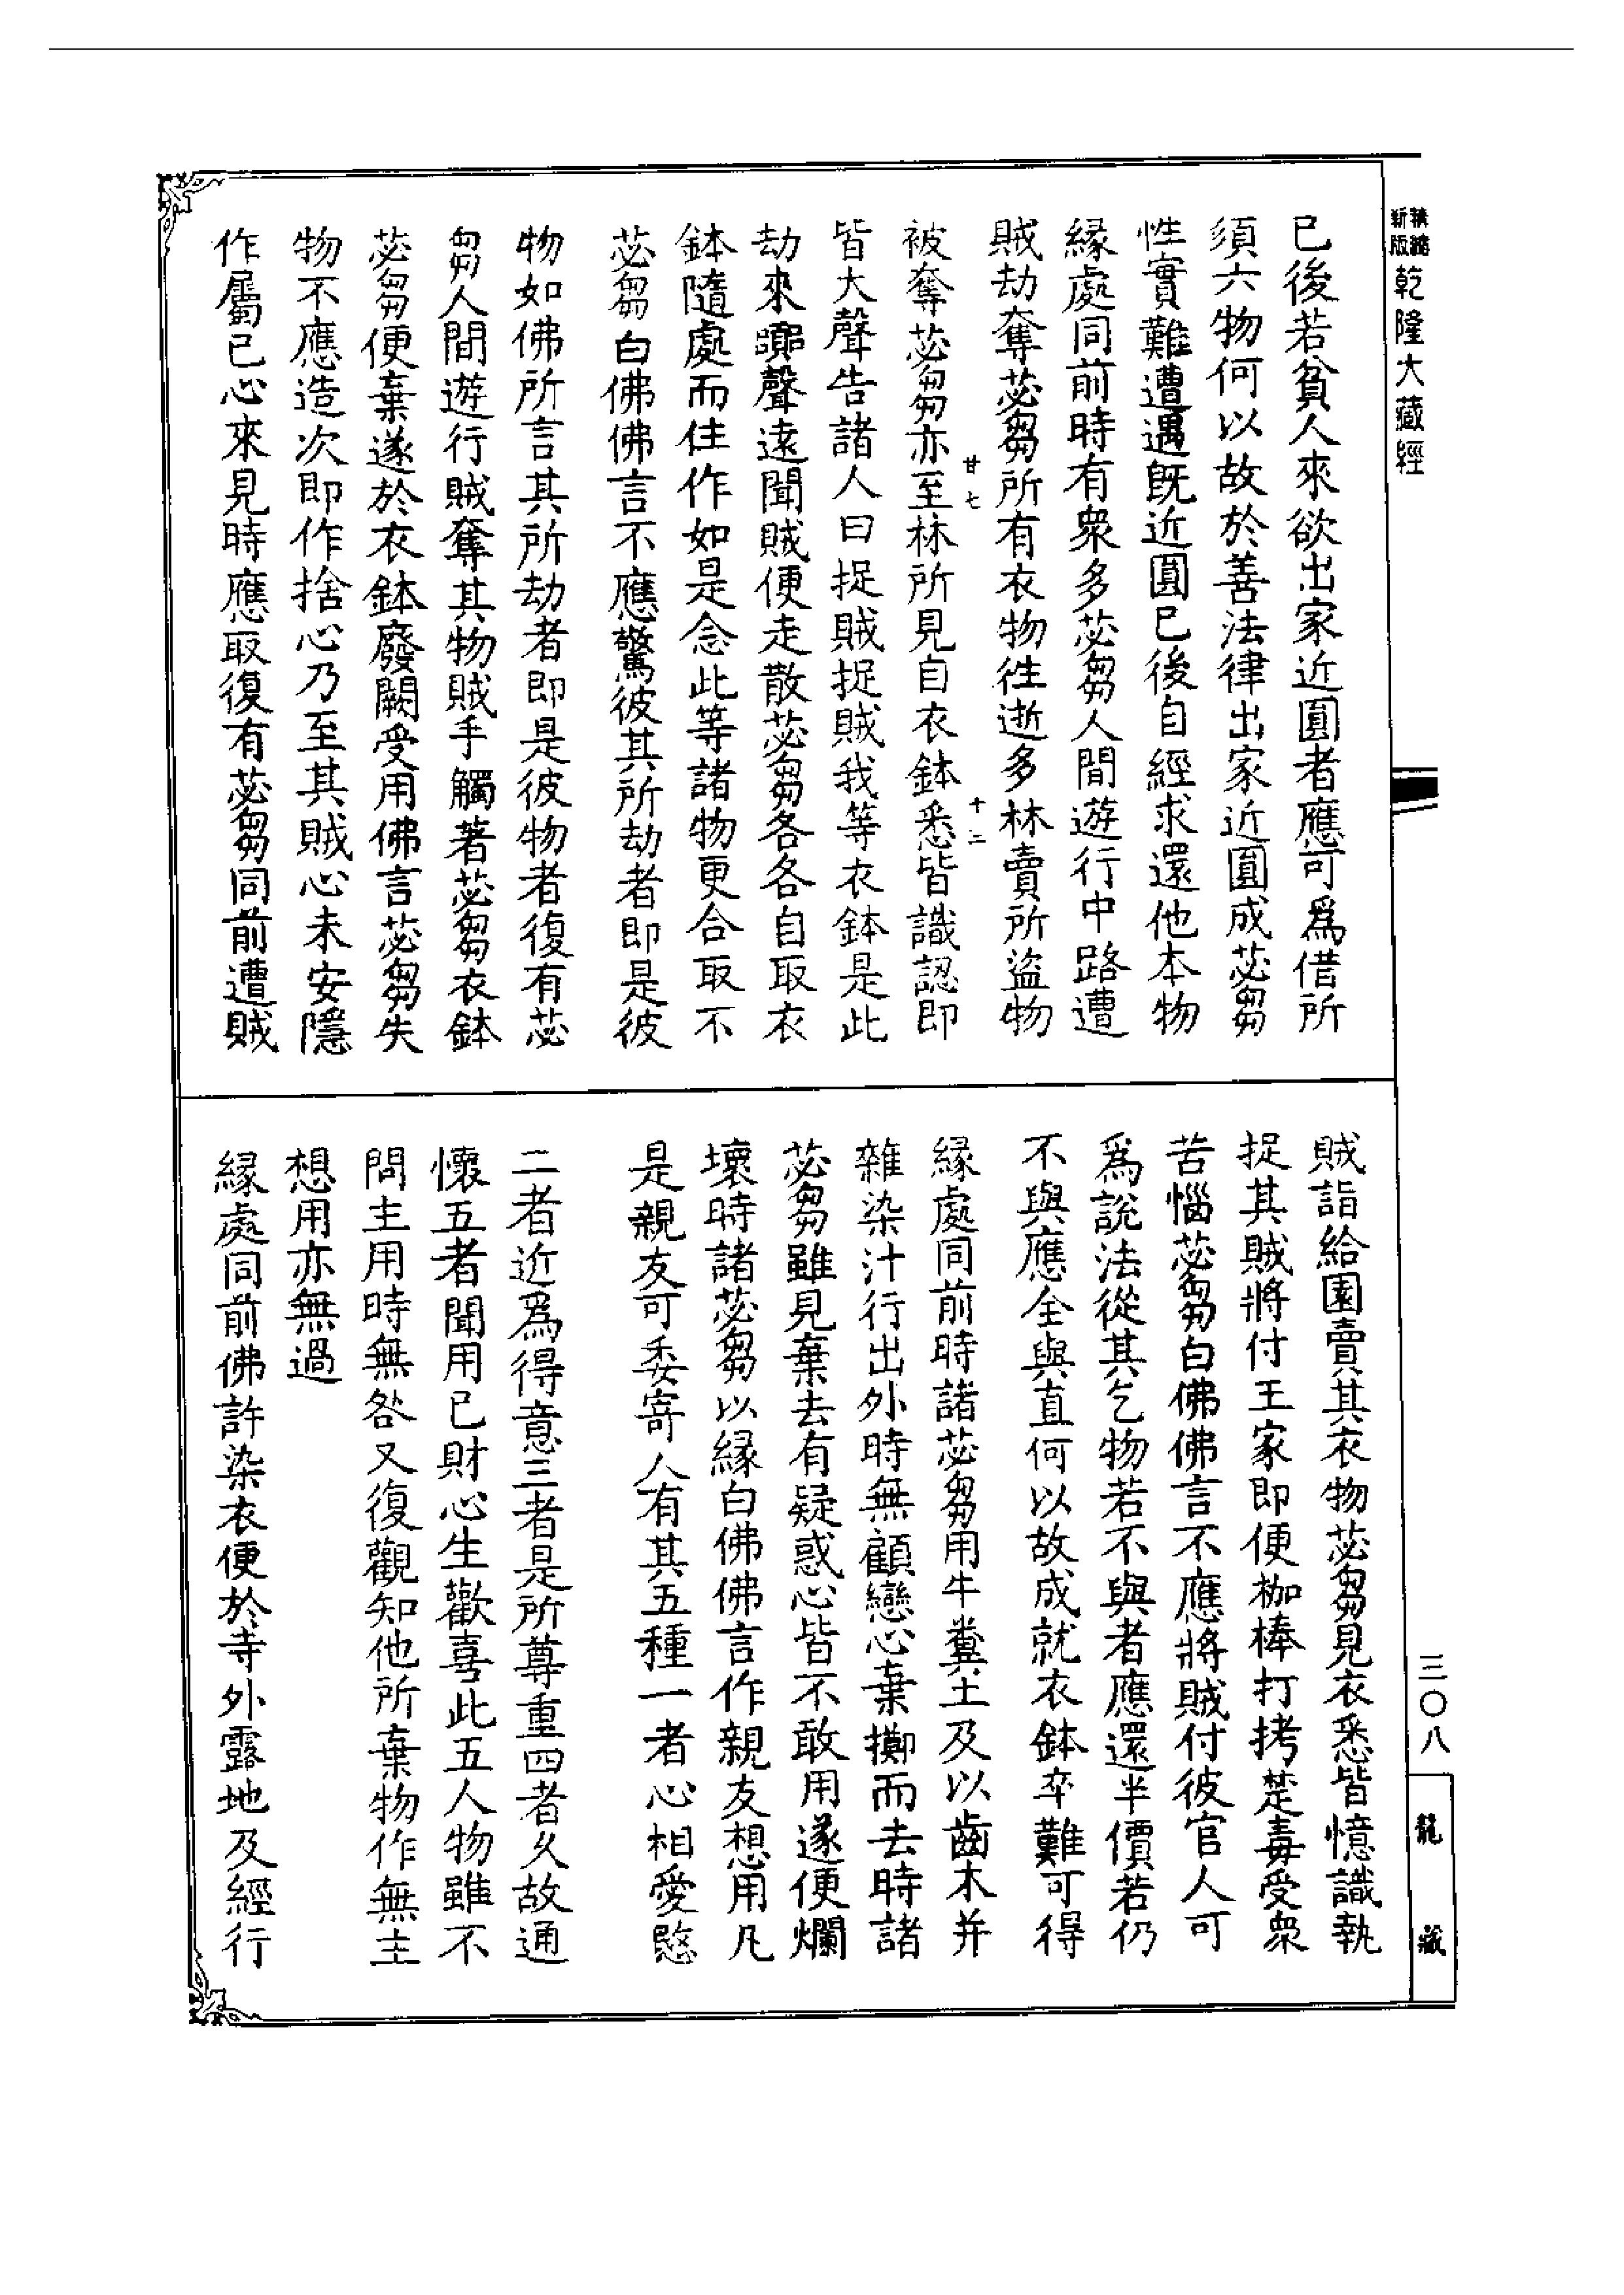 新版
精縮
乾隆大藏經
已後若貧人來欲出家近圓者應可爲借所
須六物何以故於善法律出家近圓成苾芻
性實難遭遇既近圓已後自經求還他本物
緣處同前時有衆多苾芻人間遊行中路遭
賊劫奪苾芻所有衣物往逝多林賣所盜物
廿七 十二
被奪苾芻亦至林所見自衣鉢悉皆識認即
皆大聲告諸人曰捉賊捉賊我等衣鉢是此
劫來聲遠聞賊便走散苾芻各各自取衣
鉢隨處而住作如是念此等諸物更合取不
苾芻白佛佛言不應驚彼其所劫者即是彼
物如佛所言其所劫者即是彼物者復有苾
芻人間遊行賊奪其物賊手觸著苾芻衣鉢
苾芻便棄遂於衣鉢廢闕受用佛言苾芻失
物不應造次即作捨心乃至其賊心未安隱
作屬己心來見時應取復有苾芻同前遭賊
賊詣給園賣其衣物苾芻見衣悉皆憶識執
捉其賊將付王家即便枷棒打拷楚毒受衆
苦惱苾芻白佛佛言不應將賊付彼官人可
爲說法從其乞物若不與者應還半價若仍
不與應全與直何以故成就衣鉢卒難可得
緣處同前時諸苾芻用牛糞土及以齒木并
雜染汁行出外時無顧戀心棄擲而去時諸
苾芻雖見棄去有疑惑心皆不敢用遂便爛
壞時諸苾芻以緣白佛佛言作親友想用凡
是親友可委寄人有其五種一者心相愛愍
二者近爲得意三者是所尊重四者久故通
懷五者聞用己財心生歡喜此五人物雖不
問主用時無咎又復觀知他所棄物作無主
想用亦無過
緣處同前佛許染衣便於寺外露地及經行
三〇八
龍藏